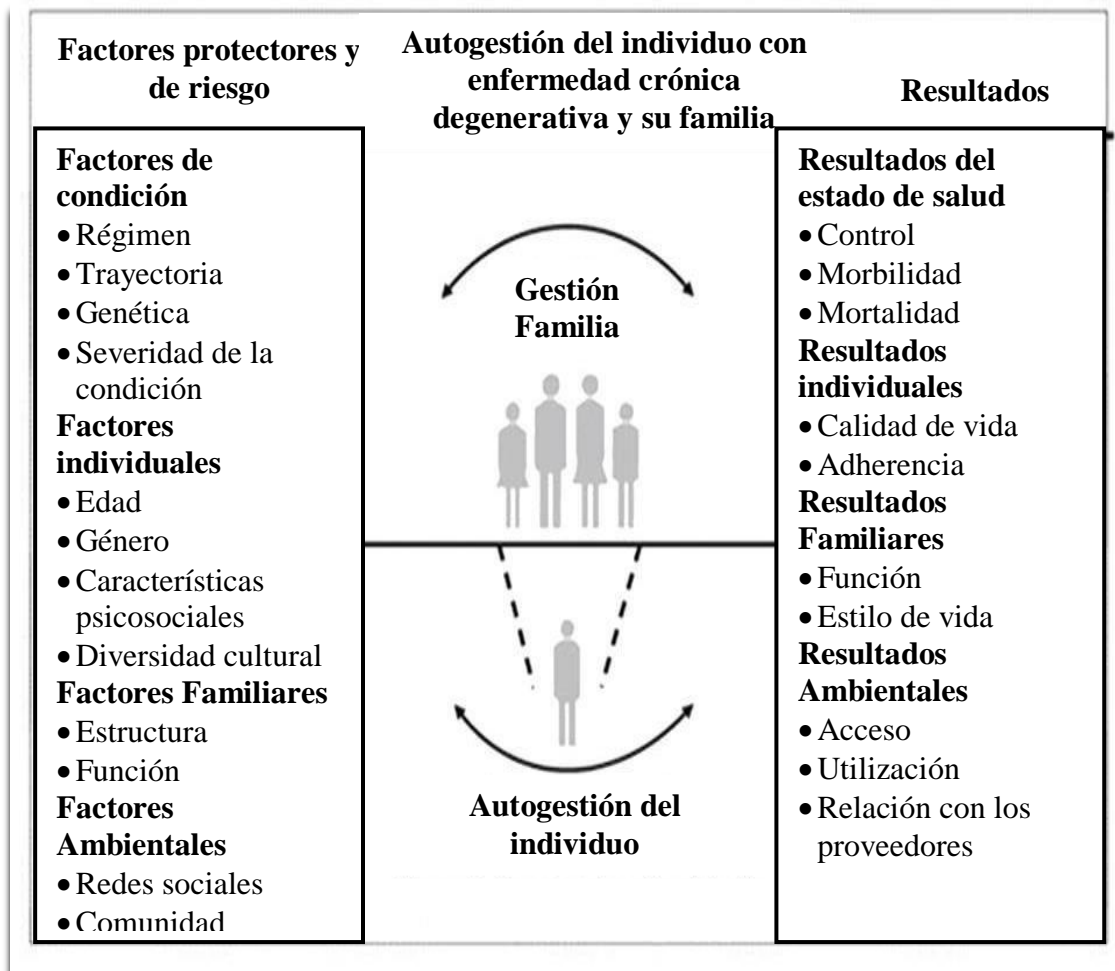 Factores protectores y
de riesgo
Autogestión del individuo con
enfermedad crónica
degenerativa y su familia
Resultados
Factores de
condición
• Régimen
• Trayectoria
• Genética
• Severidad de la
condición
Factores
individuales
• Edad
• Género
• Características
psicosociales
• Diversidad cultural
Factores Familiares
• Estructura
• Función
Factores
Ambientales
• Redes sociales
• Comunidad
Gestión
Familia
Autogestión del
individuo
Resultados del
estado de salud
• Control
• Morbilidad
• Mortalidad
Resultados
individuales
• Calidad de vida
• Adherencia
Resultados
Familiares
• Función
• Estilo de vida
Resultados
Ambientales
• Acceso
• Utilización
• Relación con los
proveedores